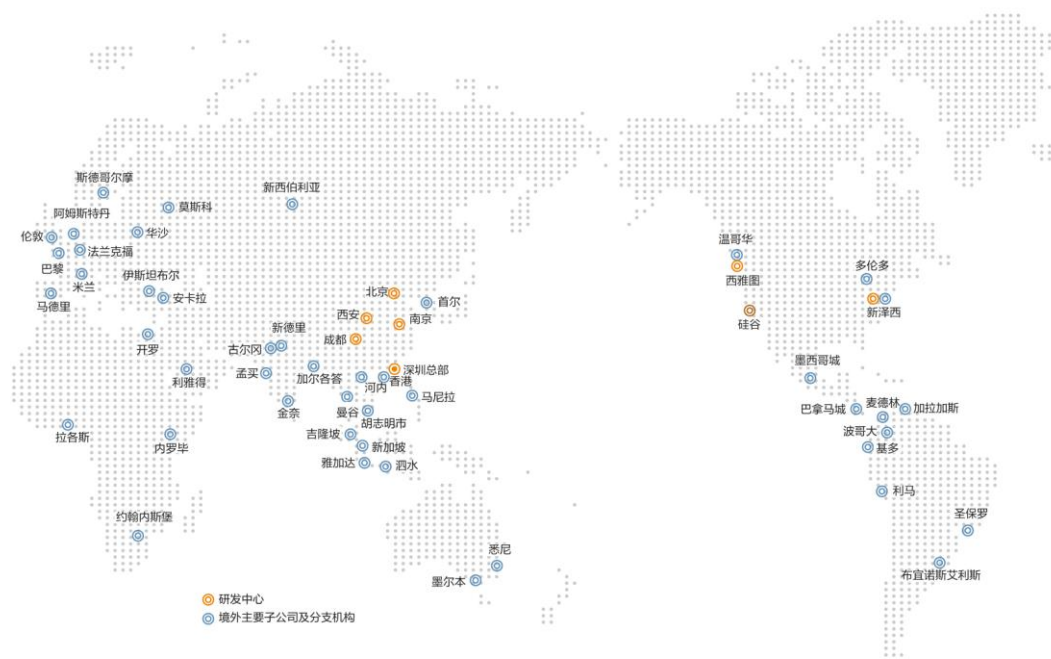 斯德哥尔摩
新西伯利亚
阿姆斯特丹
莫斯科
伦敦
华沙
法兰克福
巴黎
米兰
伊斯坦布尔
安卡拉
马德里
温哥华
西雅图
多伦多
新泽西
硅谷
北京
首尔
西安
南京
成都
新德里
古尔冈
开罗
利雅得
孟买
加尔各答
深圳总部
香港
河内
马尼拉
金奈
曼谷
胡志明市
墨西哥城
巴拿马城
麦德林
加拉加斯
波哥大
基多
拉各斯
内罗毕
吉隆坡
新加坡
雅加达
泗水
利马
圣保罗
约翰内斯堡
悉尼
墨尔本
布宜诺斯艾利斯
研发中心
境外主要子公司及分支机构